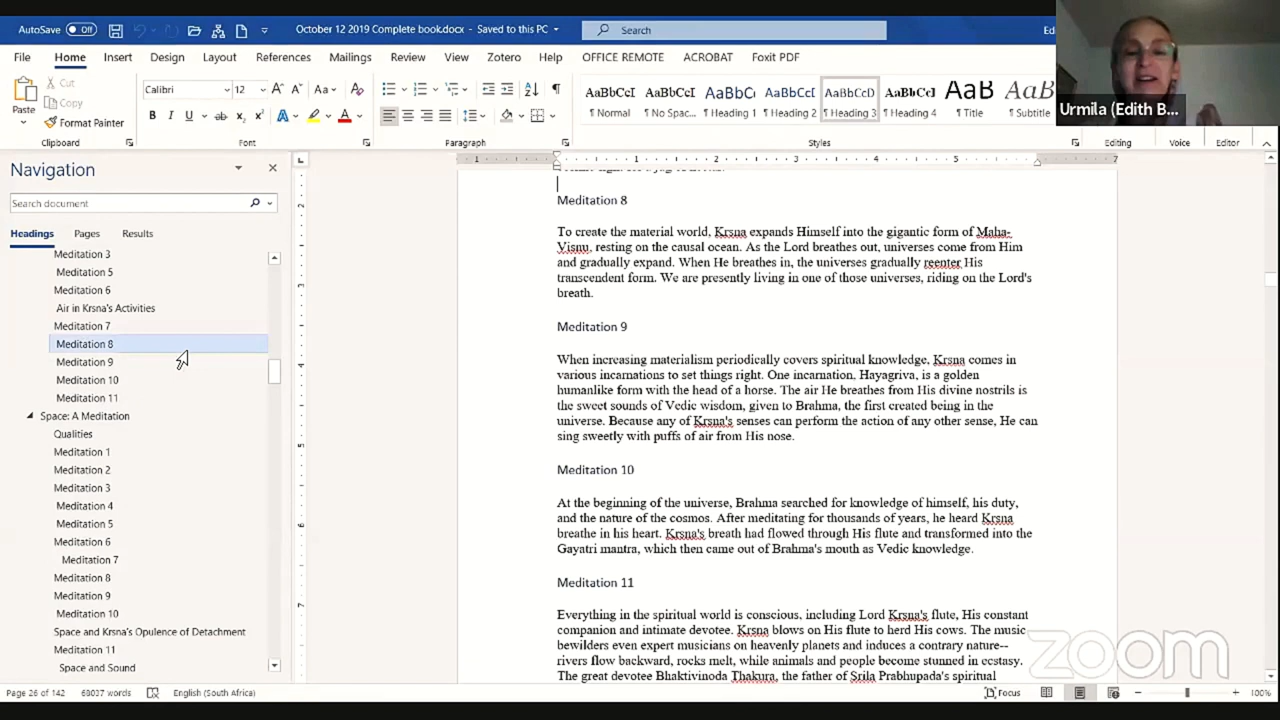 AutoSave Off October 12 2019 Complete book.docx - Saved to this PC Search Ed
File Home Insert Draw Design Layout References Mailings Review View Zotero Help OFFICE REMOTE ACROBAT Foxit PDF
Urmila (Edith B...
Paste Cut Copy Format Painter
Calibri 12
AaBbCcI AaBbCcI AaBbCc AaBbCcI AaBbCcD AaBbCcI AaB AaB
¶ Normal ¶ No Spac... ¶ Heading 1 ¶ Heading 2 ¶ Heading 3 ¶ Heading 4 ¶ Title ¶ Subtitle
Clipboard Font Paragraph Styles Editing Voice Editor
Navigation
Search document
Headings Pages Results
Meditation 3
Meditation 5
Meditation 6
Air in Krsna's Activities
Meditation 7
Meditation 8
Meditation 9
Meditation 10
Meditation 11
Space: A Meditation
Qualities
Meditation 1
Meditation 2
Meditation 3
Meditation 4
Meditation 5
Meditation 6
Meditation 7
Meditation 8
Meditation 9
Meditation 10
Space and Krsna's Opulence of Detachment
Meditation 11
Space and Sound
Meditation 8
To create the material world, Krsna expands Himself into the gigantic form of Maha-
Visnu, resting on the causal ocean. As the Lord breathes out, universes come from Him
and gradually expand. When He breathes in, the universes gradually reenter His
transcendent form. We are presently living in one of those universes, riding on the Lord's
breath.
Meditation 9
When increasing materialism periodically covers spiritual knowledge, Krsna comes in
various incarnations to set things right. One incarnation, Hayagriva, is a golden
humanlike form with the head of a horse. The air He breathes from His divine nostrils is
the sweet sounds of Vedic wisdom, given to Brahma, the first created being in the
universe. Because any of Krsna's senses can perform the action of any other sense, He can
sing sweetly with puffs of air from His nose.
Meditation 10
At the beginning of the universe, Brahma searched for knowledge of himself, his duty,
and the nature of the cosmos. After meditating for thousands of years, he heard Krsna
breathe in his heart. Krsna's breath had flowed through His flute and transformed into the
Gayatri mantra, which then came out of Brahma's mouth as Vedic knowledge.
Meditation 11
Everything in the spiritual world is conscious, including Lord Krsna's flute, His constant
companion and intimate devotee. Krsna blows on His flute to herd His cows. The music
bewilders even expert musicians on heavenly planets and induces a contrary nature--
rivers flow backward, rocks melt, while animals and people become stunned in ecstasy.
The great devotee Bhaktivinoda Thakura, the father of Srila Prabhupada's spiritual
zoom
Page 26 of 142 68037 words English (South Africa) Focus 100%